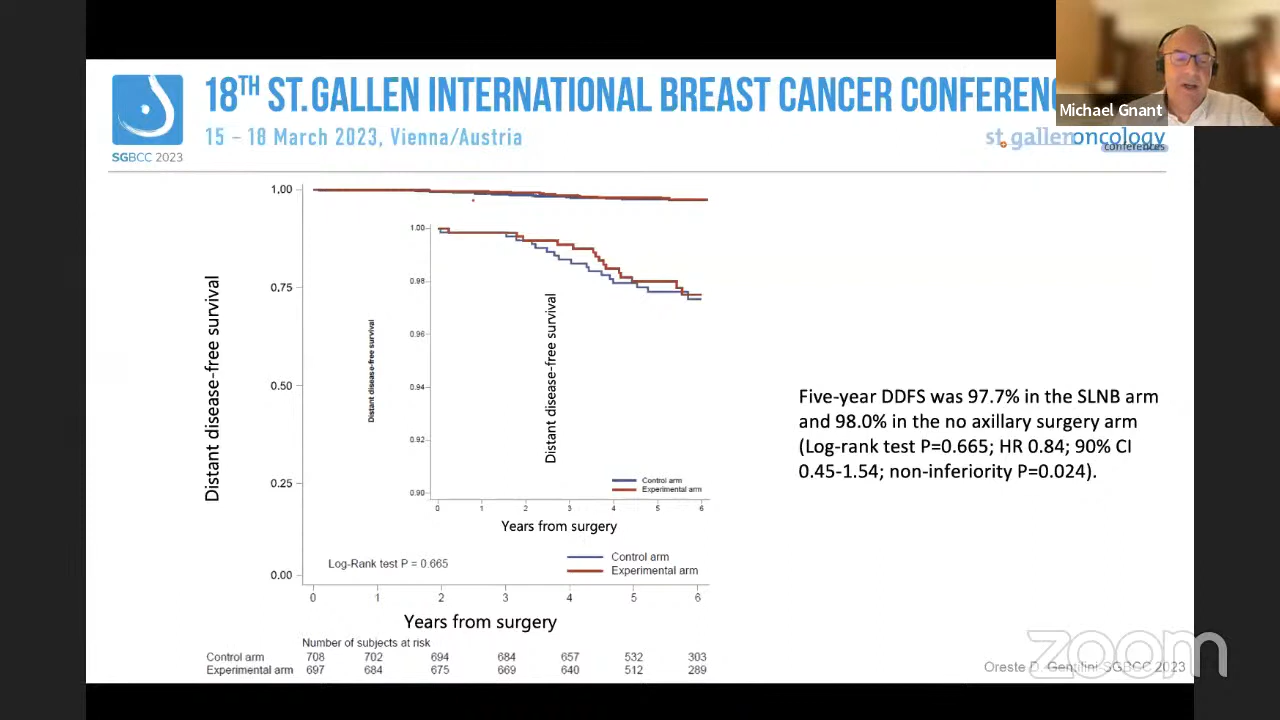 Michael Gnant
18TH ST.GALLEN INTERNATIONAL BREAST CANCER CONFEREN
15 – 18 March 2023, Vienna/Austria
st.gallenoncology
conferences
SGBCC 2023
1.00
0.75
0.50
0.25
0.00
Distant disease-free survival
1.00
0.98
0.96
0.94
0.92
0.90
Distant disease-free survival
Distant disease-free survival
Control arm
Experimental arm
0 1 2 3 4 5 6
Years from surgery
Log-Rank test P = 0.665
Control arm
Experimental arm
0 1 2 3 4 5 6
Years from surgery
Number of subjects at risk
Control arm 708 702 694 684 657 532 303
Experimental arm 697 684 675 669 640 512 289
Five-year DDFS was 97.7% in the SLNB arm
and 98.0% in the no axillary surgery arm
(Log-rank test P=0.665; HR 0.84; 90% CI
0.45-1.54; non-inferiority P=0.024).
zoom
Oreste D. Gentilini SGBCC 2023